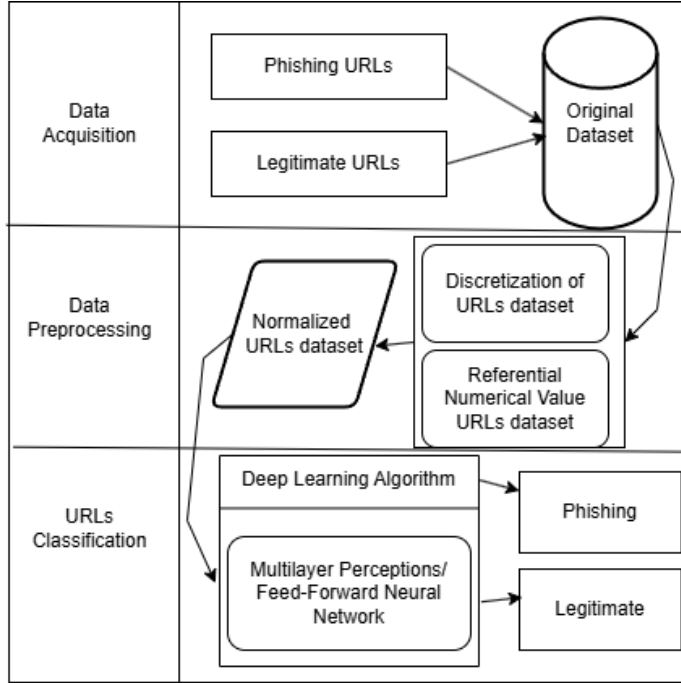 Data
Acquisition
Phishing URLs
Legitimate URLs
Original
Dataset
Data
Preprocessing
Normalized
URLs dataset
Discretization of
URLs dataset
Referential
Numerical Value
URLs dataset
URLs
Classification
Deep Learning Algorithm
Multilayer Perceptions/
Feed-Forward Neural
Network
Phishing
Legitimate